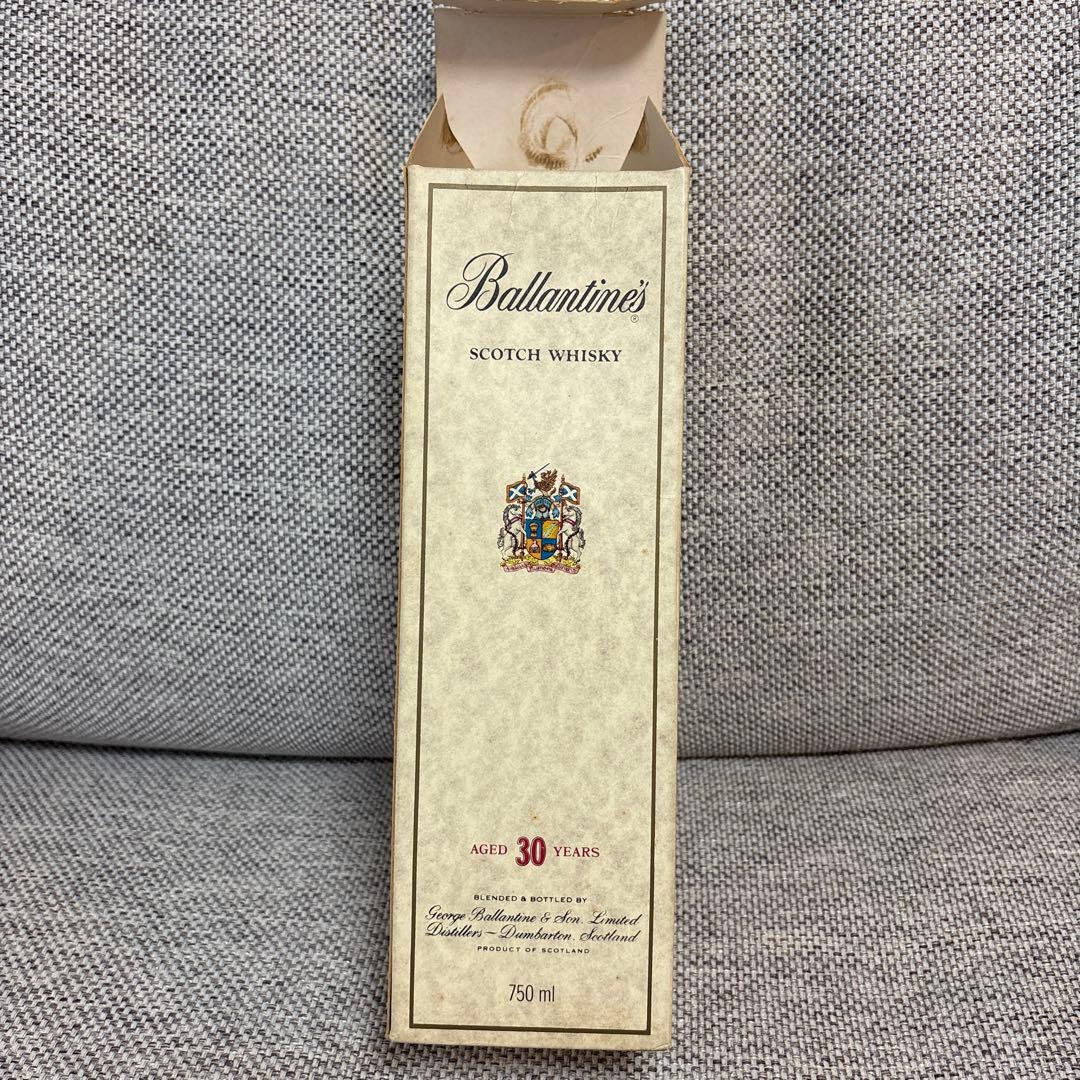 Ballantine's
®
SCOTCH WHISKY
AGED 30 YEARS
BLENDED & BOTTLED BY
George Ballantine & Son. Limited
Distillers – Dumbarton. Scotland
PRODUCT OF SCOTLAND
750 ml